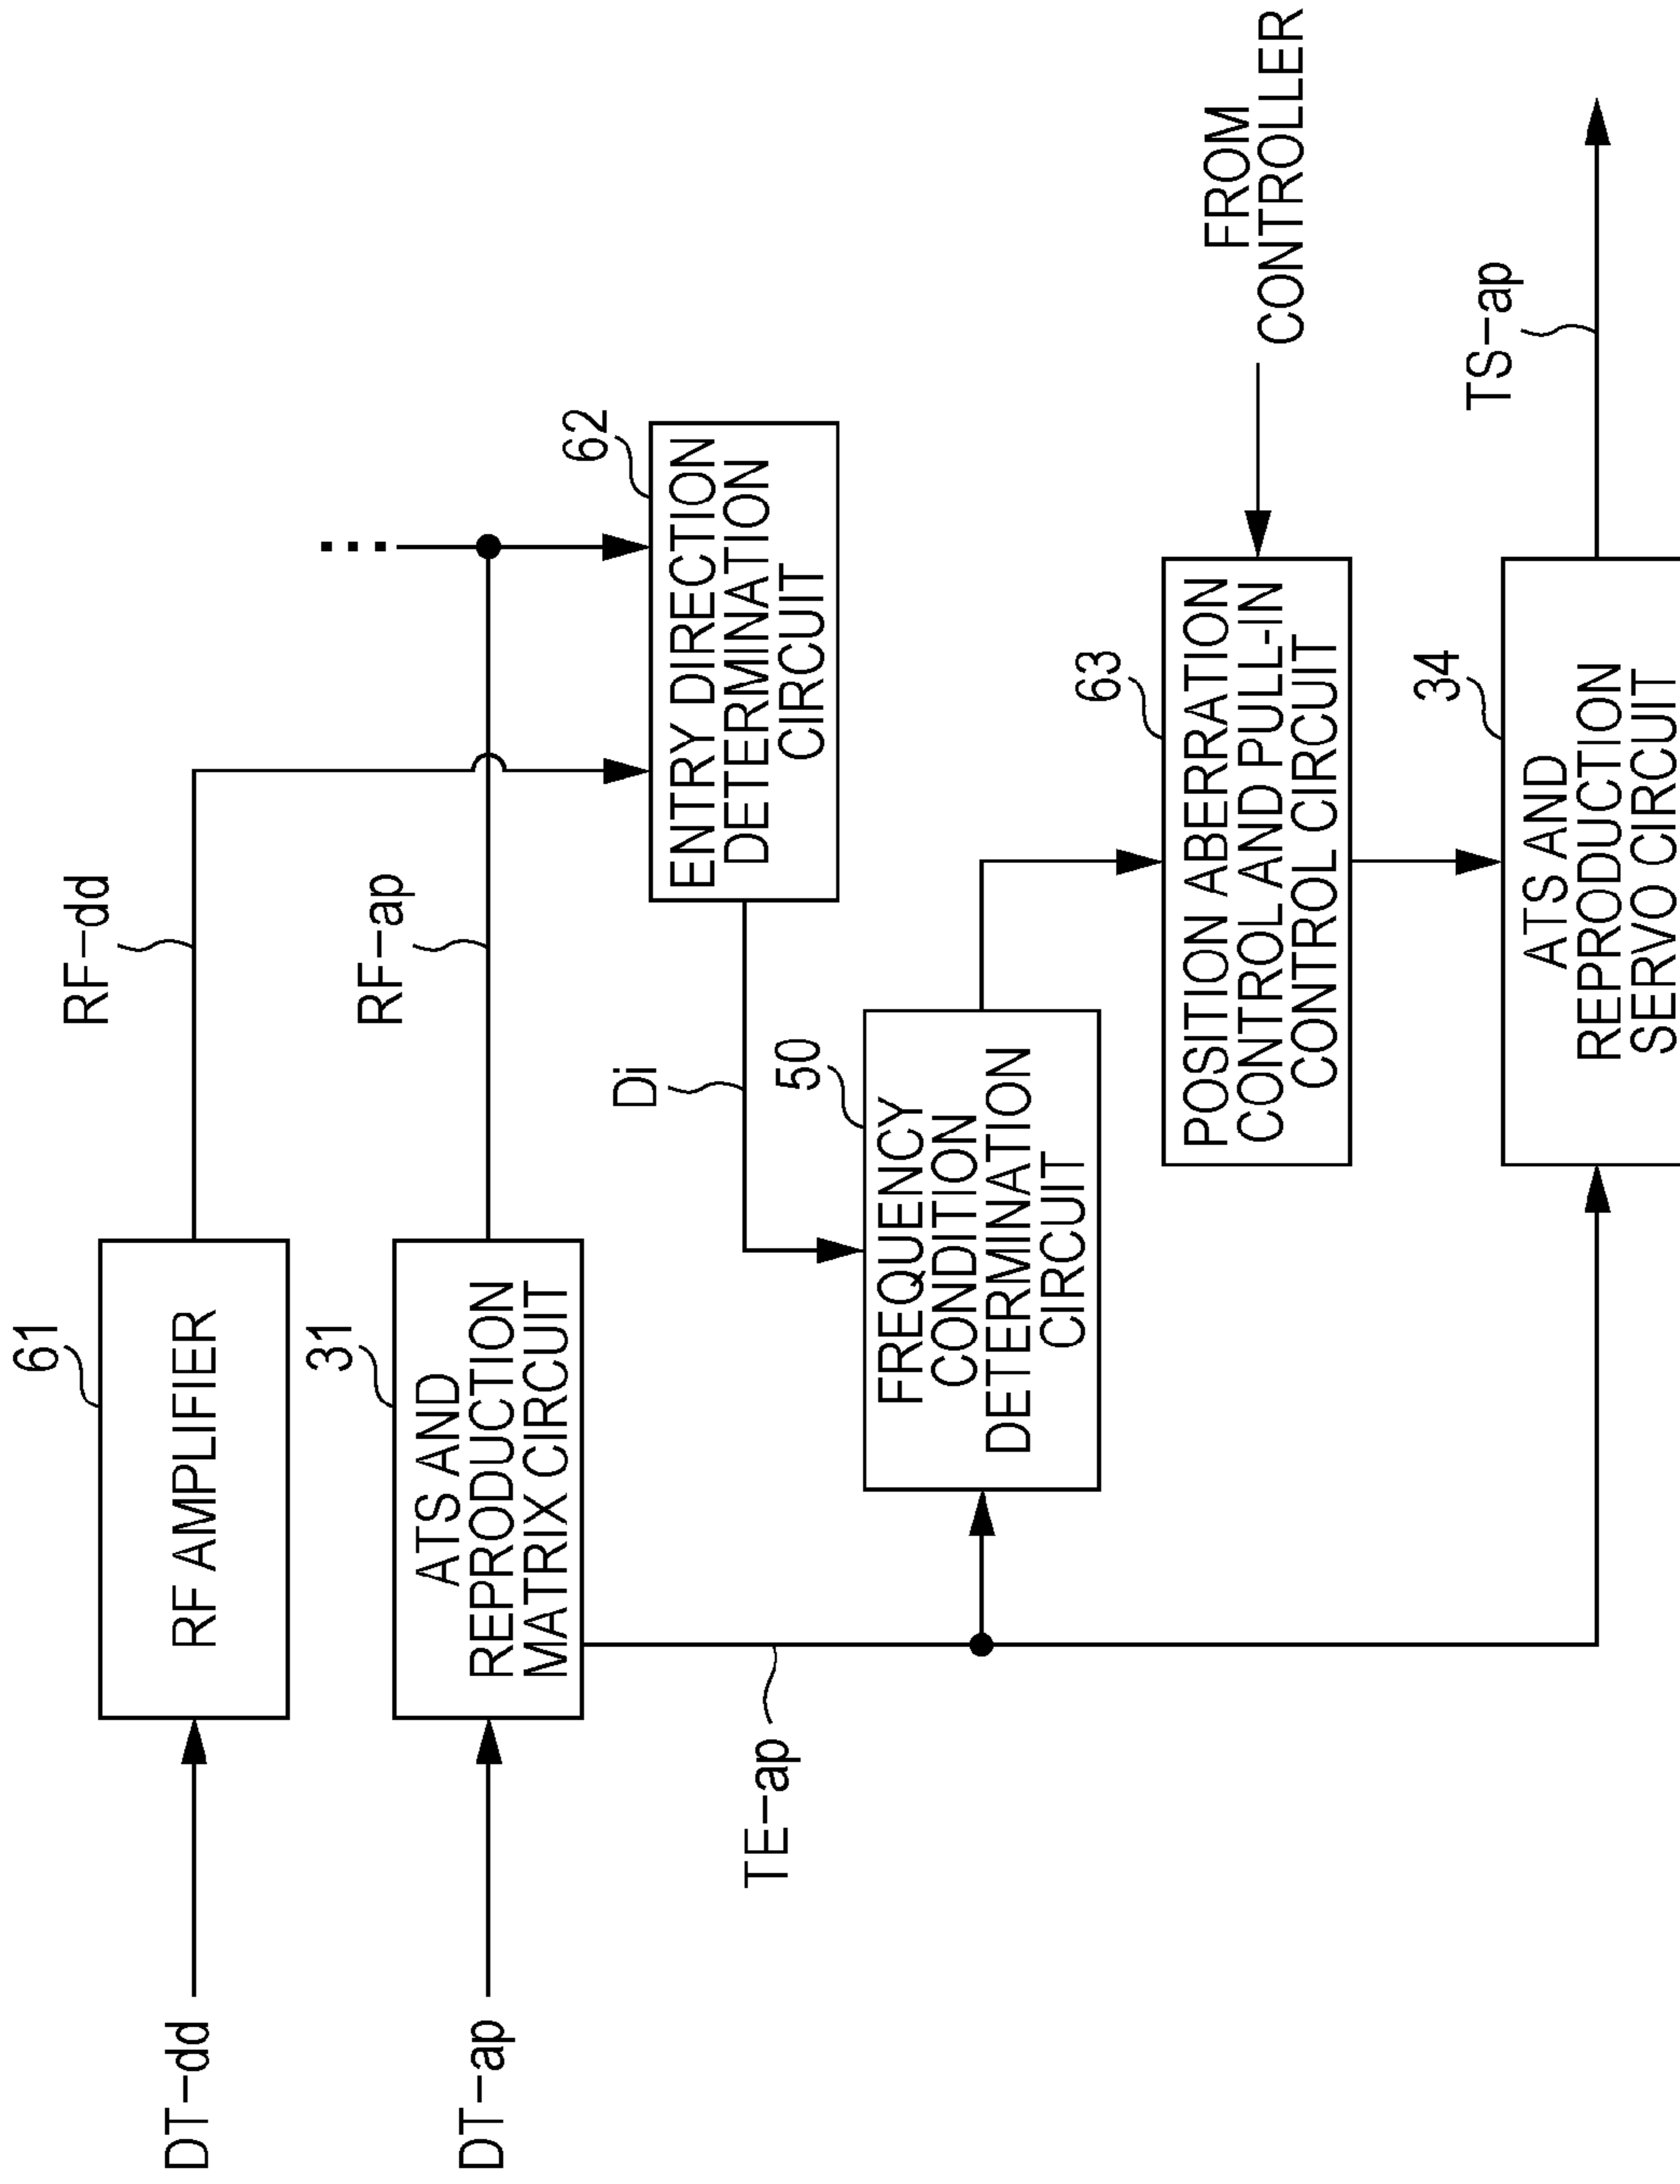 DT-dd
61
RF AMPLIFIER
RF-dd
DT-ap
31
ATS AND
REPRODUCTION
MATRIX CIRCUIT
RF-ap
62
ENTRY DIRECTION
DETERMINATION
CIRCUIT
Di
TE-ap
50
FREQUENCY
CONDITION
DETERMINATION
CIRCUIT
63
POSITION ABERRATION
CONTROL AND PULL-IN
CONTROL CIRCUIT
FROM
CONTROLLER
34
ATS AND
REPRODUCTION
SERVO CIRCUIT
TS-ap